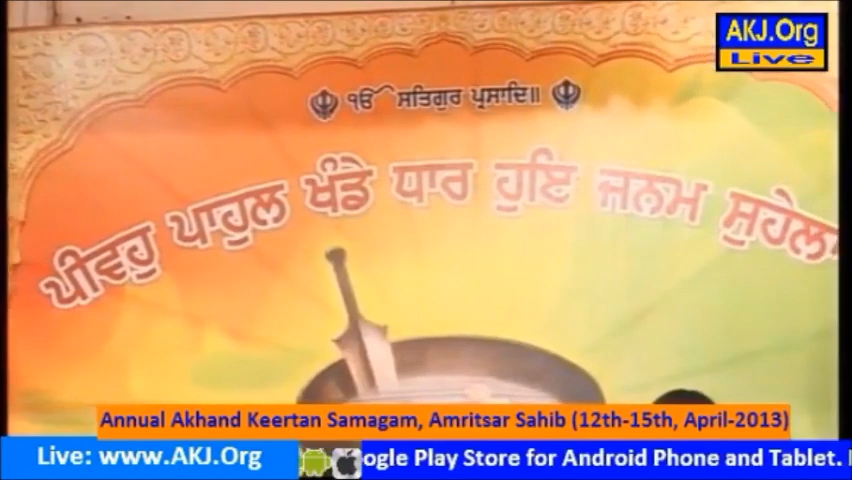 AKJ.Org
Live
ੴ ਸਤਿਗੁਰ ਪ੍ਰਸਾਦਿ॥
ਪੀਵਹੁ ਪਾਹੁਲ ਖੰਡੇ ਧਾਰ ਹੁਇ ਜਨਮ ਸੁਹੇਲਾ
Annual Akhand Keertan Samagam, Amritsar Sahib (12th-15th, April-2013)
Live: www.AKJ.Org
ogle Play Store for Android Phone and Tablet.